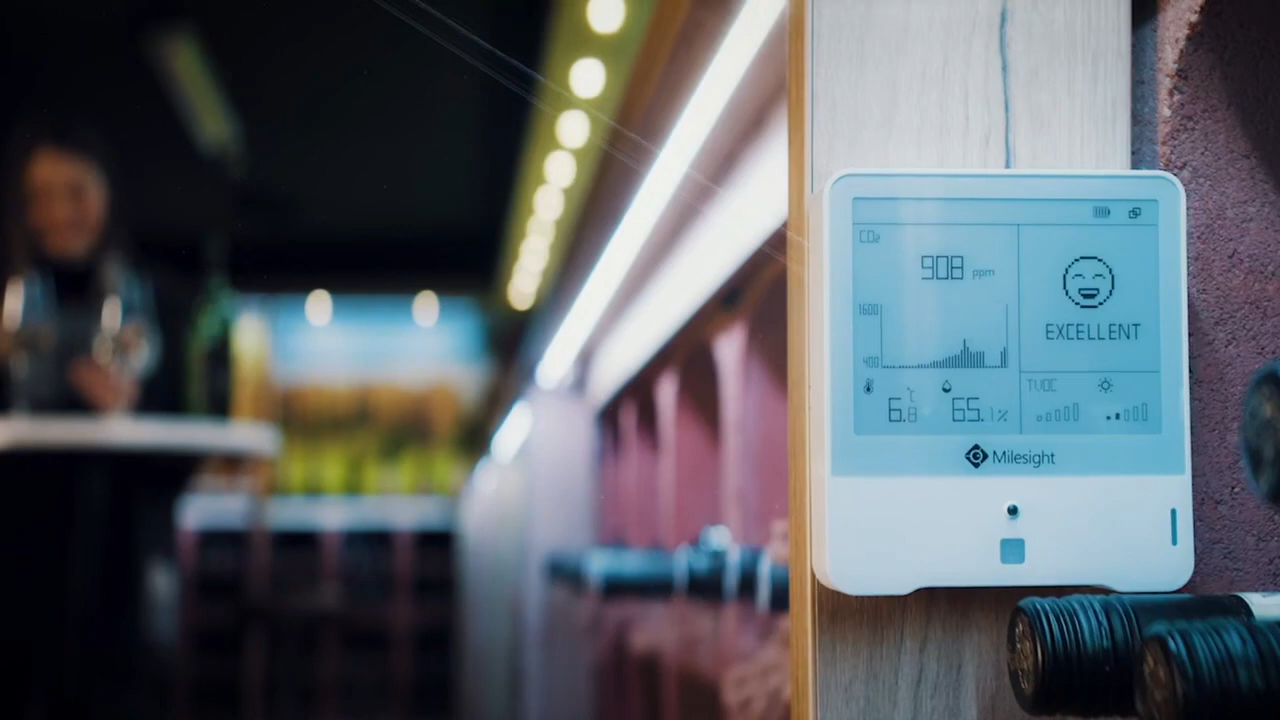 CO₂
908 ppm
EXCELLENT
1600
400
TVOC
℃
6.8
65.1%
Milesight